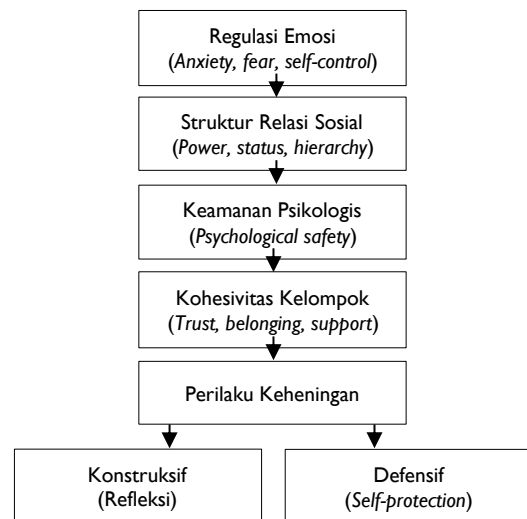 Regulasi Emosi
(Anxiety, fear, self-control)
Struktur Relasi Sosial
(Power, status, hierarchy)
Keamanan Psikologis
(Psychological safety)
Kohesivitas Kelompok
(Trust, belonging, support)
Perilaku Keheningan
Konstruksif
(Refleksi)
Defensif
(Self-protection)